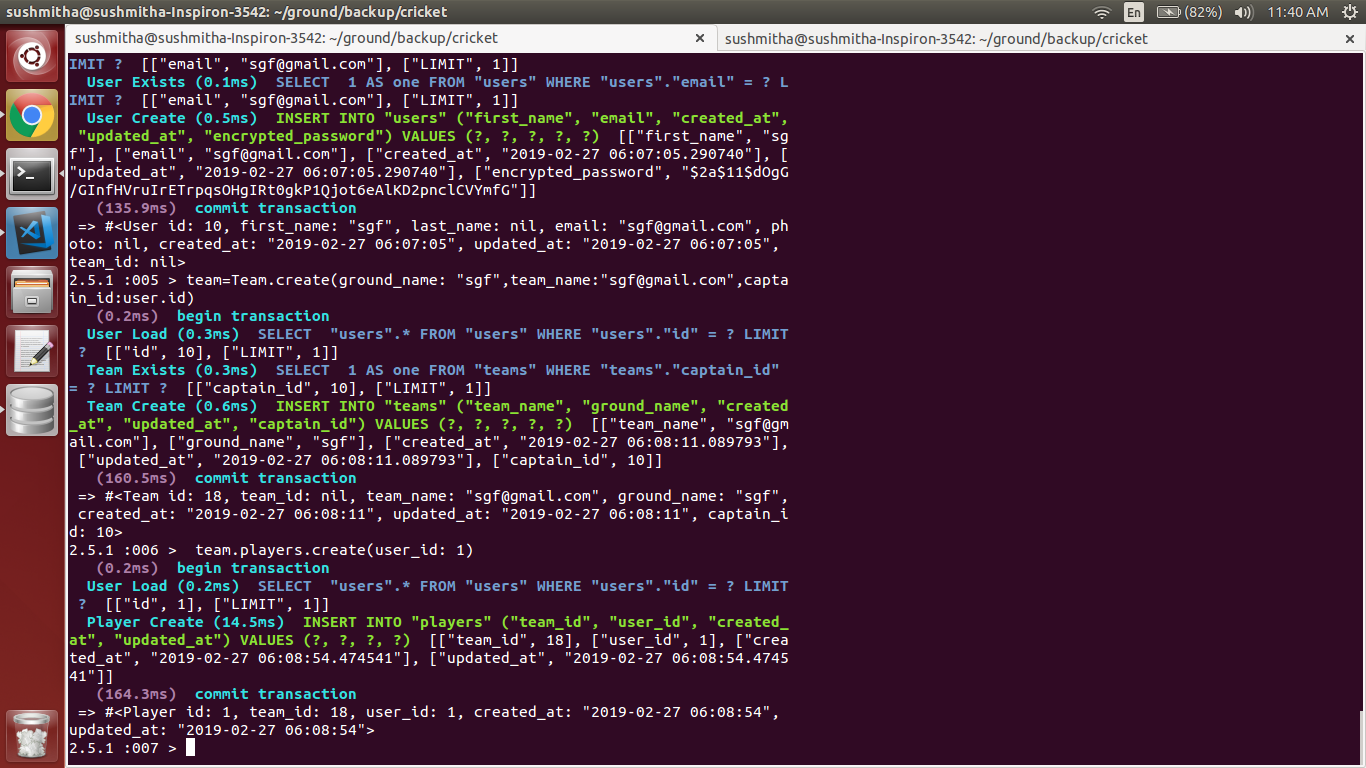 sushmitha@sushmitha-Inspiron-3542: ~/ground/backup/cricket
En
(82%)
11:40 AM
sushmitha@sushmitha-Inspiron-3542: ~/ground/backup/cricket
×
sushmitha@sushmitha-Inspiron-3542: ~/ground/backup/cricket
×
IMIT ?  [["email", "sgf@gmail.com"], ["LIMIT", 1]]
  User Exists (0.1ms)  SELECT  1 AS one FROM "users" WHERE "users"."email" = ? L
IMIT ?  [["email", "sgf@gmail.com"], ["LIMIT", 1]]
  User Create (0.5ms)  INSERT INTO "users" ("first_name", "email", "created_at",
 "updated_at", "encrypted_password") VALUES (?, ?, ?, ?, ?)  [["first_name", "sg
f"], ["email", "sgf@gmail.com"], ["created_at", "2019-02-27 06:07:05.290740"], [
"updated_at", "2019-02-27 06:07:05.290740"], ["encrypted_password", "$2a$11$dOgG
/GInfHVruIrETrpqsOHgIRt0gkP1Qjot6eAlKD2pnclCVYmfG"]]
   (135.9ms)  commit transaction
 => #<User id: 10, first_name: "sgf", last_name: nil, email: "sgf@gmail.com", ph
oto: nil, created_at: "2019-02-27 06:07:05", updated_at: "2019-02-27 06:07:05",
team_id: nil>
2.5.1 :005 > team=Team.create(ground_name: "sgf",team_name:"sgf@gmail.com",capta
in_id:user.id)
   (0.2ms)  begin transaction
  User Load (0.3ms)  SELECT  "users".* FROM "users" WHERE "users"."id" = ? LIMIT
 ?  [["id", 10], ["LIMIT", 1]]
  Team Exists (0.3ms)  SELECT  1 AS one FROM "teams" WHERE "teams"."captain_id"
= ? LIMIT ?  [["captain_id", 10], ["LIMIT", 1]]
  Team Create (0.6ms)  INSERT INTO "teams" ("team_name", "ground_name", "created
_at", "updated_at", "captain_id") VALUES (?, ?, ?, ?, ?)  [["team_name", "sgf@gm
ail.com"], ["ground_name", "sgf"], ["created_at", "2019-02-27 06:08:11.089793"],
 ["updated_at", "2019-02-27 06:08:11.089793"], ["captain_id", 10]]
   (160.5ms)  commit transaction
 => #<Team id: 18, team_id: nil, team_name: "sgf@gmail.com", ground_name: "sgf",
 created_at: "2019-02-27 06:08:11", updated_at: "2019-02-27 06:08:11", captain_i
d: 10>
2.5.1 :006 >  team.players.create(user_id: 1)
   (0.2ms)  begin transaction
  User Load (0.2ms)  SELECT  "users".* FROM "users" WHERE "users"."id" = ? LIMIT
 ?  [["id", 1], ["LIMIT", 1]]
  Player Create (14.5ms)  INSERT INTO "players" ("team_id", "user_id", "created_
at", "updated_at") VALUES (?, ?, ?, ?)  [["team_id", 18], ["user_id", 1], ["crea
ted_at", "2019-02-27 06:08:54.474541"], ["updated_at", "2019-02-27 06:08:54.4745
41"]]
   (164.3ms)  commit transaction
 => #<Player id: 1, team_id: 18, user_id: 1, created_at: "2019-02-27 06:08:54",
updated_at: "2019-02-27 06:08:54">
2.5.1 :007 >